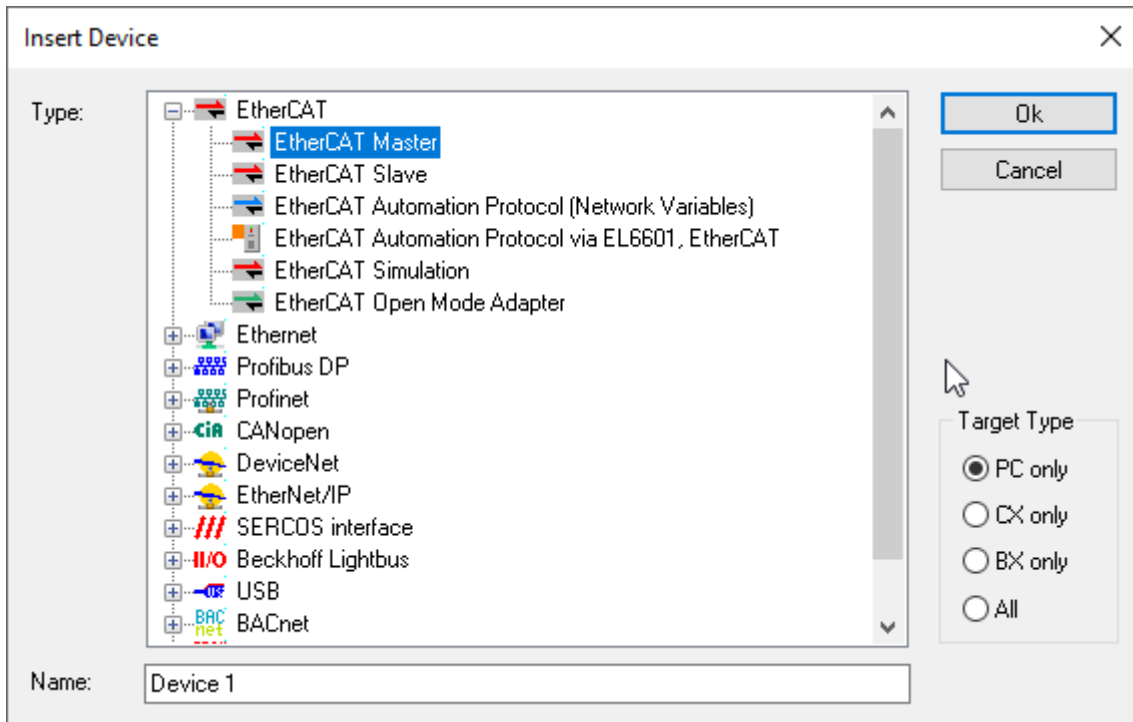 Insert Device
Type:
EtherCAT
EtherCAT Master
EtherCAT Slave
EtherCAT Automation Protocol (Network Variables)
EtherCAT Automation Protocol via EL6601, EtherCAT
EtherCAT Simulation
EtherCAT Open Mode Adapter
Ethernet
Profibus DP
Profinet
CiA CANopen
DeviceNet
EtherNet/IP
SERCOS interface
II/O Beckhoff Lightbus
USB
BAC
net BACnet
Ok
Cancel
Target Type
PC only
CX only
BX only
All
Name:
Device 1